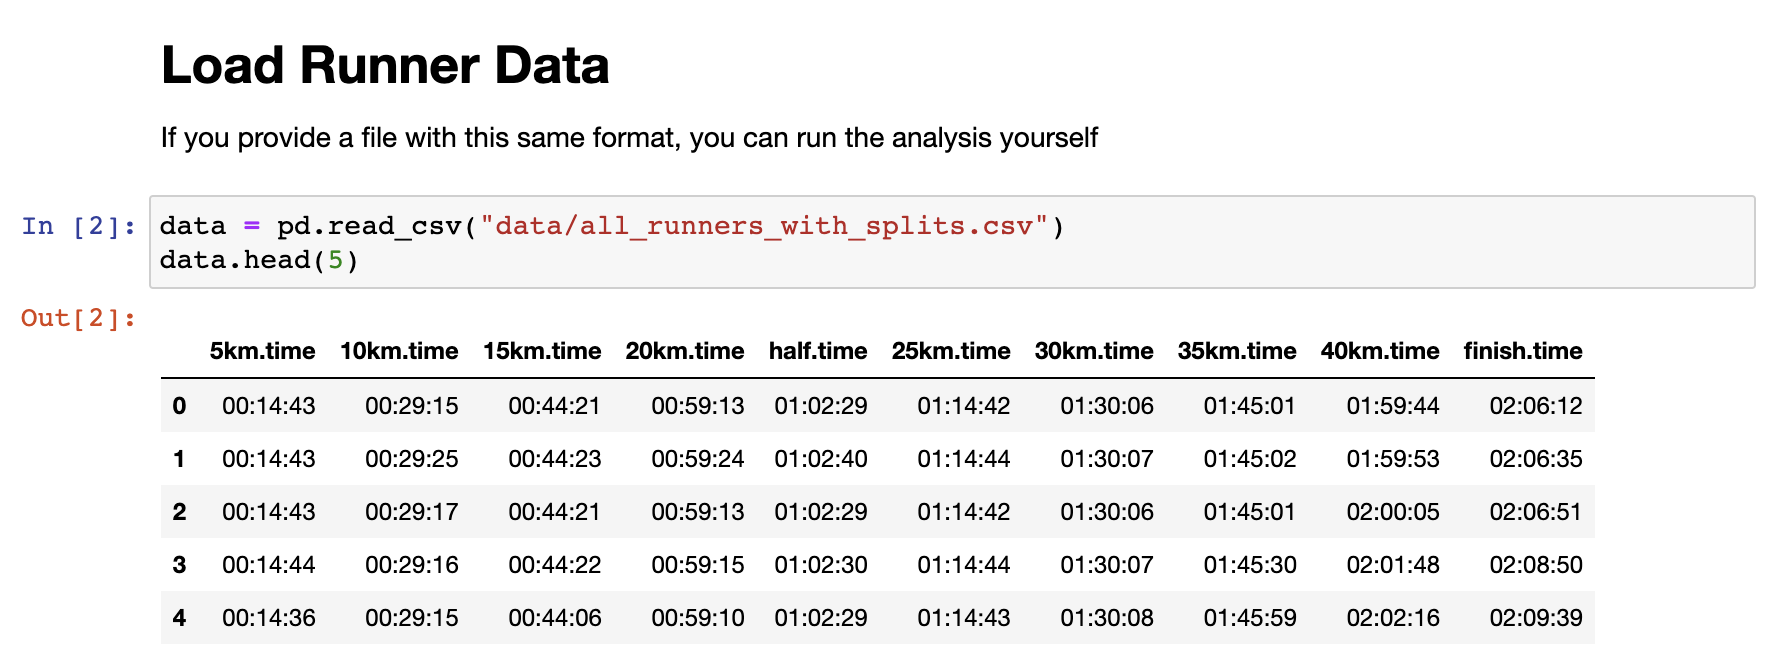 Load Runner Data
If you provide a file with this same format, you can run the analysis yourself
In [2]: data = pd.read_csv("data/all_runners_with_splits.csv")
data.head(5)
Out[2]:
5km.time 10km.time 15km.time 20km.time half.time 25km.time 30km.time 35km.time 40km.time finish.time
0 00:14:43 00:29:15 00:44:21 00:59:13 01:02:29 01:14:42 01:30:06 01:45:01 01:59:44 02:06:12
1 00:14:43 00:29:25 00:44:23 00:59:24 01:02:40 01:14:44 01:30:07 01:45:02 01:59:53 02:06:35
2 00:14:43 00:29:17 00:44:21 00:59:13 01:02:29 01:14:42 01:30:06 01:45:01 02:00:05 02:06:51
3 00:14:44 00:29:16 00:44:22 00:59:15 01:02:30 01:14:44 01:30:07 01:45:30 02:01:48 02:08:50
4 00:14:36 00:29:15 00:44:06 00:59:10 01:02:29 01:14:43 01:30:08 01:45:59 02:02:16 02:09:39